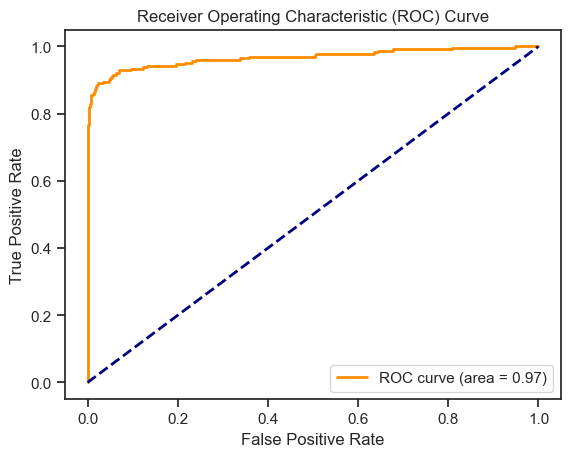 Receiver Operating Characteristic (ROC) Curve
1.0
0.8
0.6
0.4
0.2
0.0
True Positive Rate
ROC curve (area = 0.97)
0.0 0.2 0.4 0.6 0.8 1.0
False Positive Rate